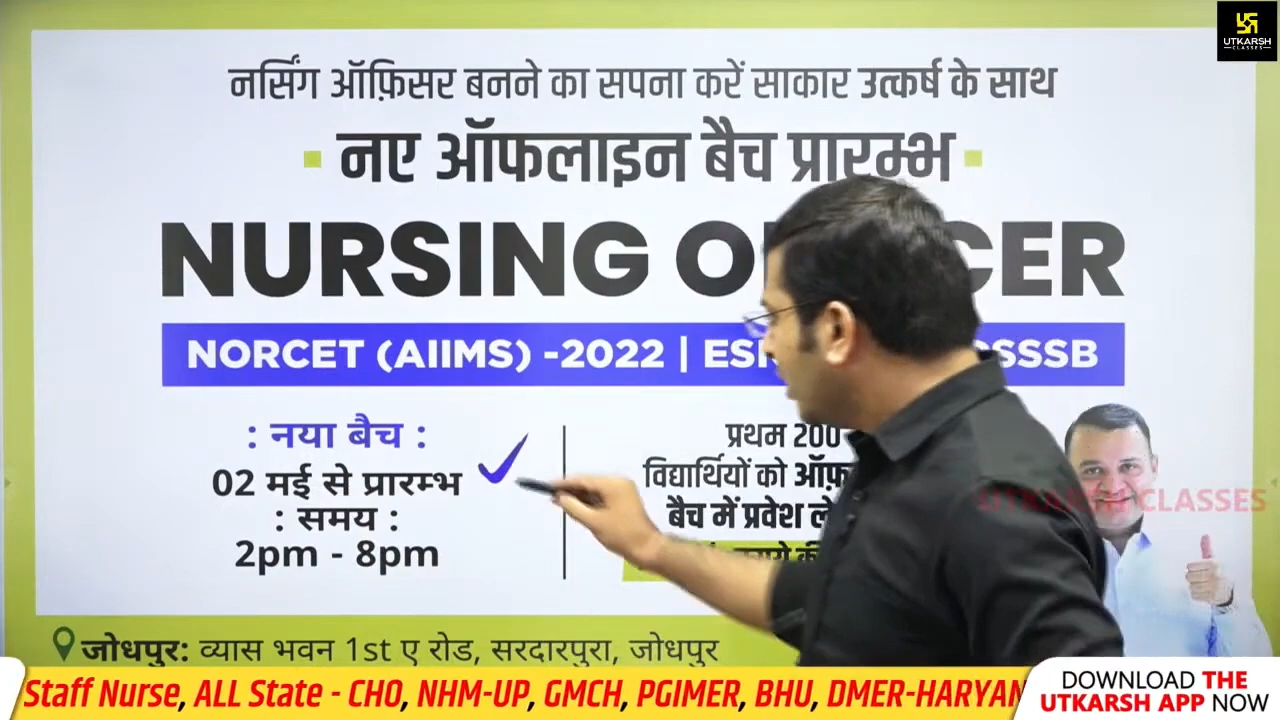 UTKARSH
CLASSES
नर्सिंग ऑफ़िसर बनने का सपना करें साकार उत्कर्ष के साथ
नए ऑफलाइन बैच प्रारम्भ
NURSING O CER
NORCET (AIIMS) -2022 | ES SSSB
: नया बैच :
02 मई से प्रारम्भ
: समय :
2pm - 8pm
प्रथम 200
विद्यार्थियों को
बैच में प्रवेश
UTKARSH CLASSES
जोधपुर: व्यास भवन 1st ए रोड, सरदारपुरा, जोधपुर
Staff Nurse, ALL State - CHO, NHM-UP, GMCH, PGIMER, BHU, DMER-HARYAN
DOWNLOAD THE
UTKARSH APP NOW